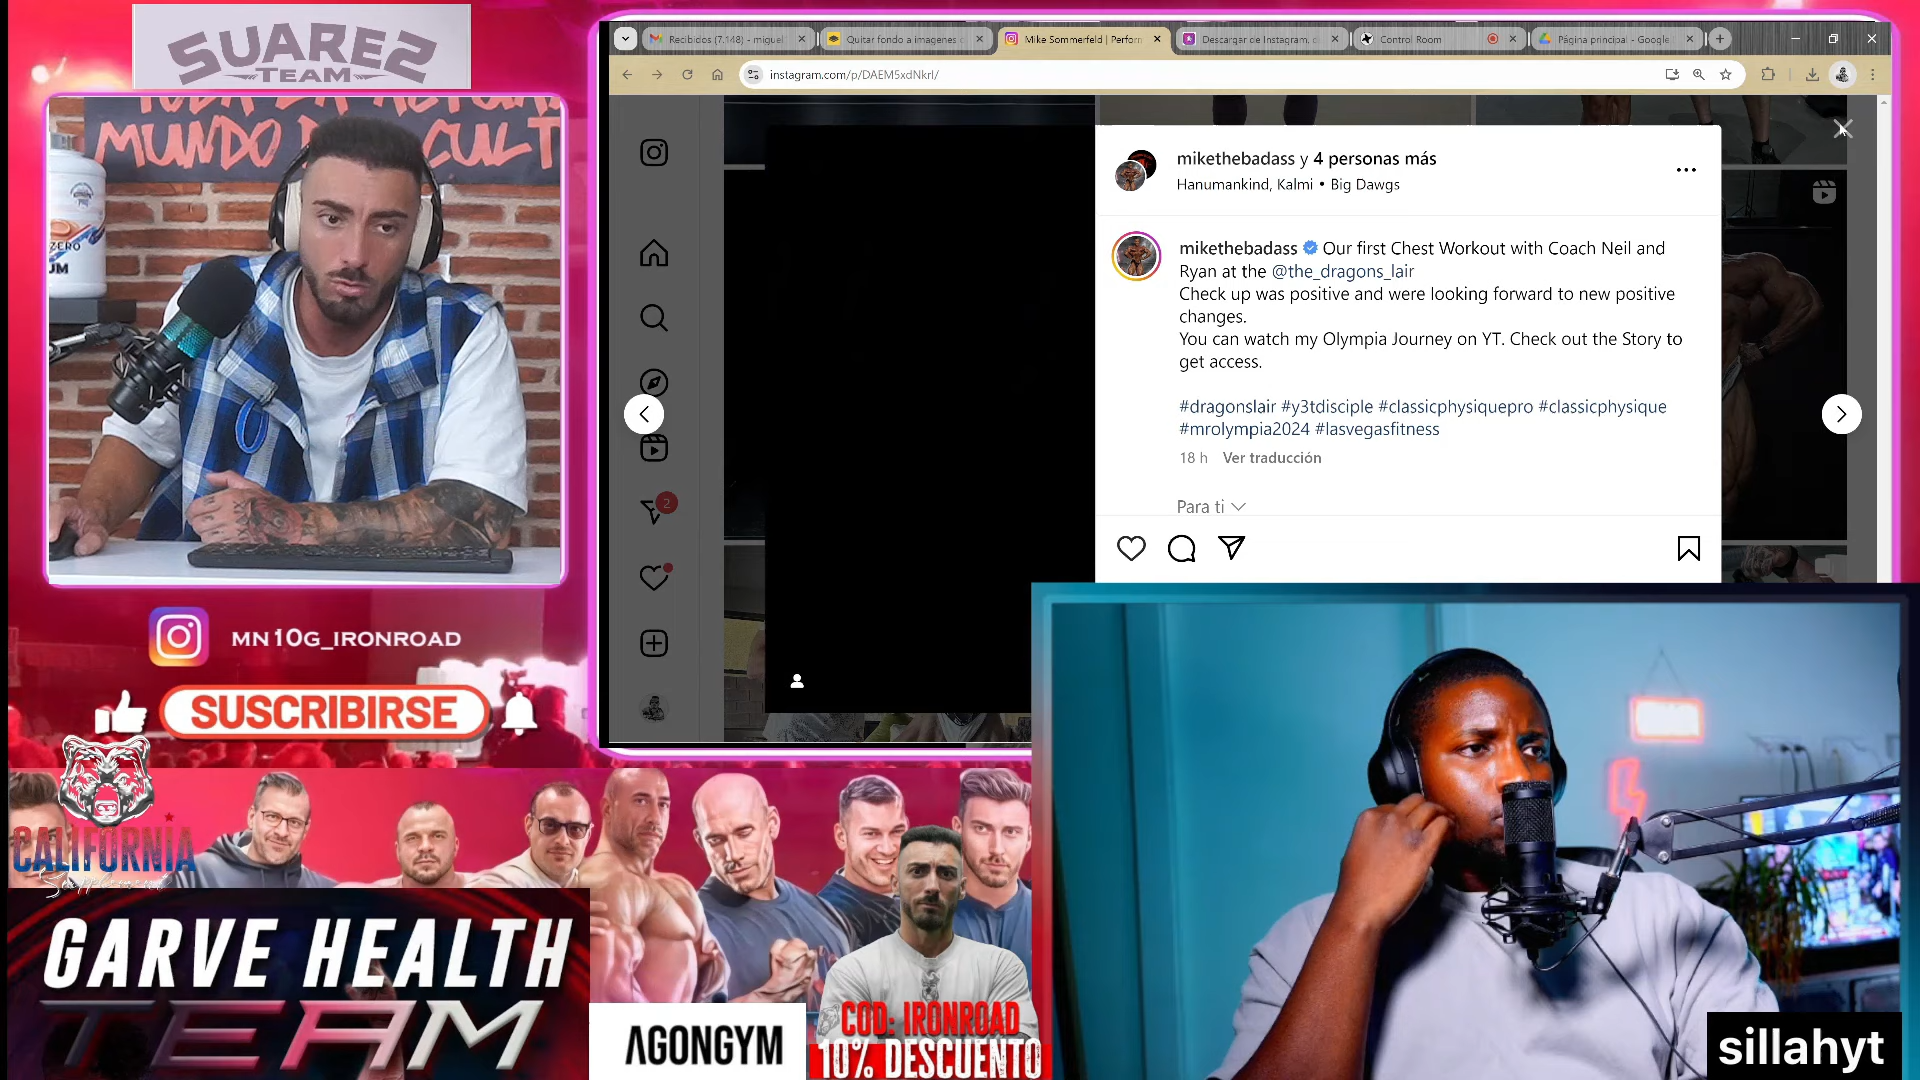 SUAREZ
TEAM
MUNDO
CULT
ZERO
Recibidos (7.148) - miguel
Quitar fondo a imagenes
Mike Sommerfeld | Perform
Descargar de Instagram, d
Control Room
Página principal - Google
instagram.com/p/DAEM5xdNkrI/
mikethebadass y 4 personas más
Hanumankind, Kalmi • Big Dawgs
mikethebadass Our first Chest Workout with Coach Neil and
Ryan at the @the_dragons_lair
Check up was positive and were looking forward to new positive
changes.
You can watch my Olympia Journey on YT. Check out the Story to
get access.
#dragonslair #y3tdisciple #classicphysiquepro #classicphysique
#mrolympia2024 #lasvegasfitness
18 h Ver traducción
Para ti
2
MN10G_IRONROAD
SUSCRIBIRSE
CALIFORNIA
Supplement
GARVE HEALTH
TEAM
AGONGYM
COD: IRONROAD
10% DESCUENTO
sillahyt